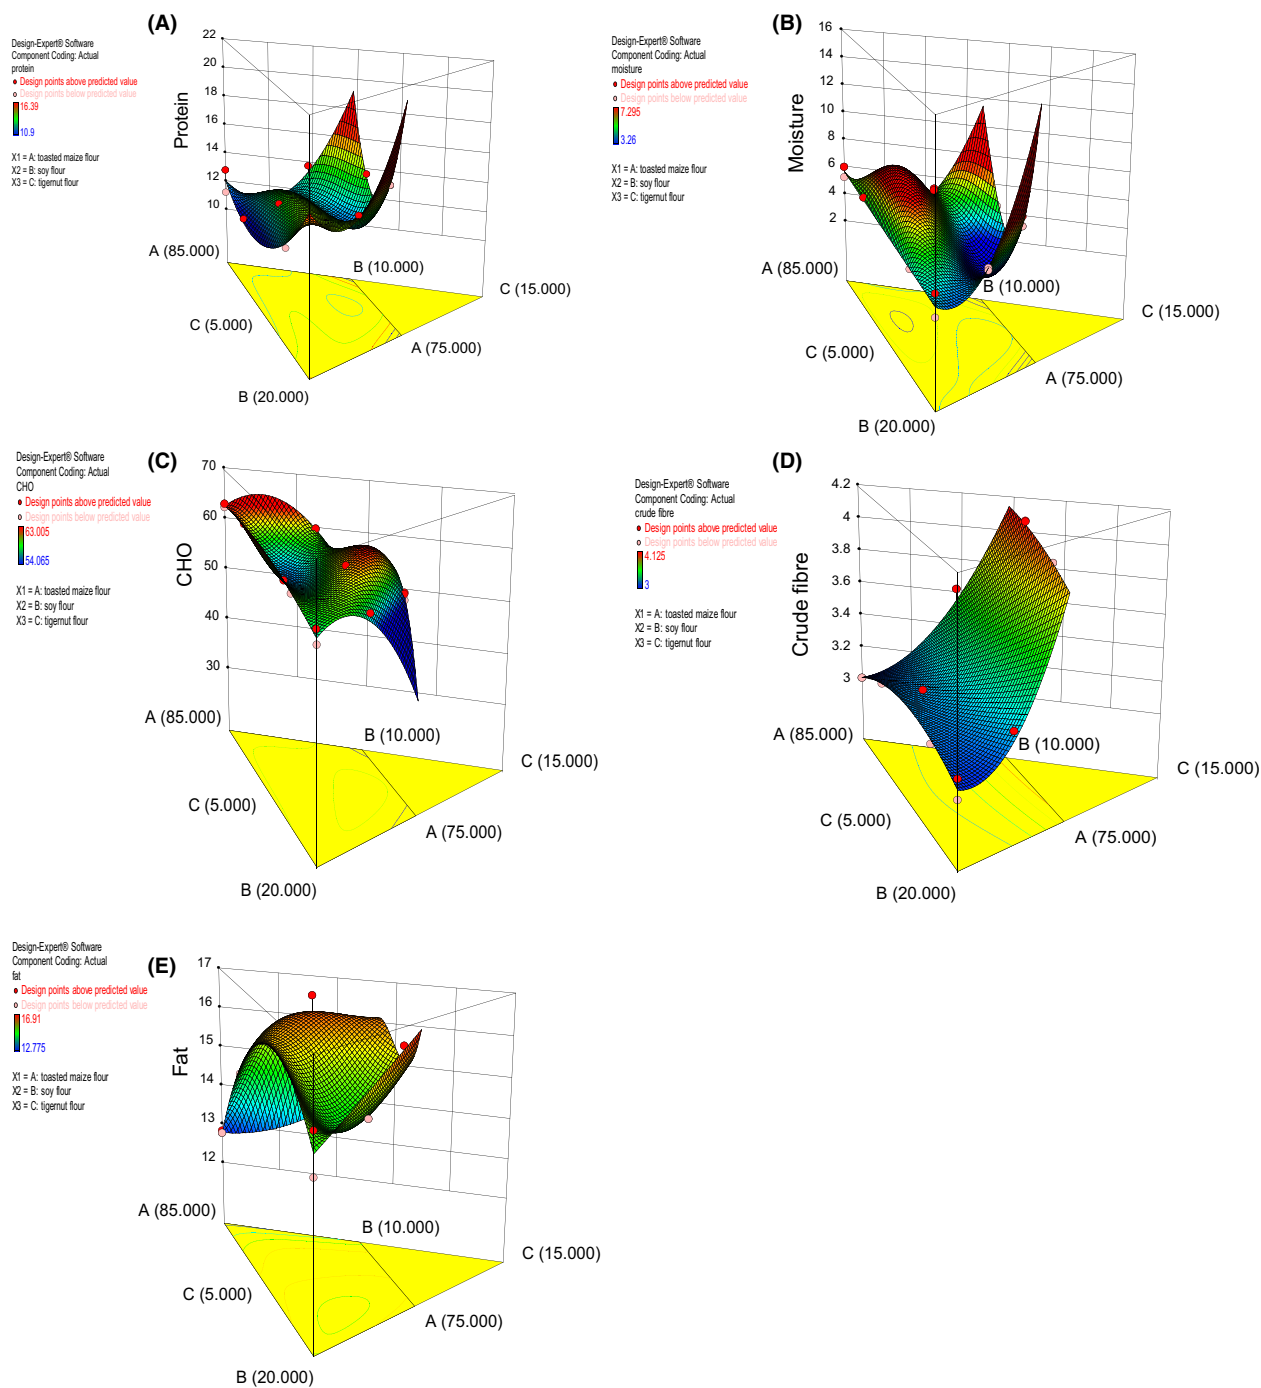 (A)
Design-Expert® Software
Component Coding: Actual
protein
Design points above predicted value
Design points below predicted value
16.39
10.9
X1 = A: toasted maize flour
X2 = B: soy flour
X3 = C: tigernut flour
Protein
22
20
18
16
14
12
10
A (85.000)
B (10.000)
C (15.000)
C (5.000)
A (75.000)
B (20.000)
(B)
Design-Expert® Software
Component Coding: Actual
moisture
Design points above predicted value
Design points below predicted value
7.295
3.26
X1 = A: toasted maize flour
X2 = B: soy flour
X3 = C: tigernut flour
Moisture
16
14
12
10
8
6
4
2
A (85.000)
B (10.000)
C (15.000)
C (5.000)
A (75.000)
B (20.000)
(C)
Design-Expert® Software
Component Coding: Actual
CHO
Design points above predicted value
Design points below predicted value
63.005
54.065
X1 = A: toasted maize flour
X2 = B: soy flour
X3 = C: tigernut flour
CHO
70
60
50
40
30
A (85.000)
B (10.000)
C (15.000)
C (5.000)
A (75.000)
B (20.000)
(D)
Design-Expert® Software
Component Coding: Actual
crude fibre
Design points above predicted value
Design points below predicted value
4.125
3
X1 = A: toasted maize flour
X2 = B: soy flour
X3 = C: tigernut flour
Crude fibre
4.2
4
3.8
3.6
3.4
3.2
3
A (85.000)
B (10.000)
C (15.000)
C (5.000)
A (75.000)
B (20.000)
(E)
Design-Expert® Software
Component Coding: Actual
fat
Design points above predicted value
Design points below predicted value
16.91
12.775
X1 = A: toasted maize flour
X2 = B: soy flour
X3 = C: tigernut flour
Fat
17
16
15
14
13
12
A (85.000)
B (10.000)
C (15.000)
C (5.000)
A (75.000)
B (20.000)